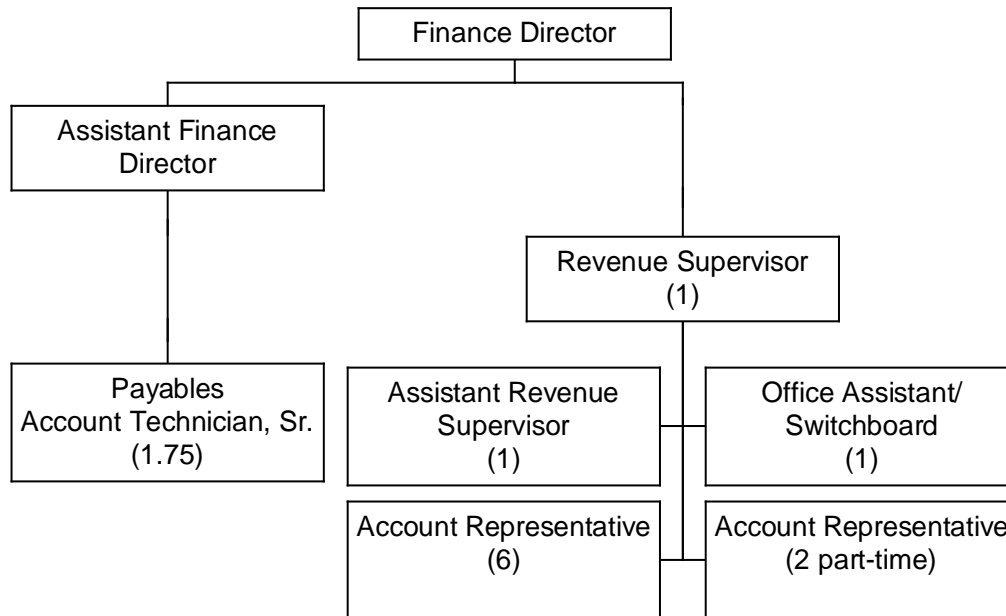 Finance Director
Assistant Finance
Director
Revenue Supervisor
(1)
Payables
Account Technician, Sr.
(1.75)
Assistant Revenue
Supervisor
(1)
Office Assistant/
Switchboard
(1)
Account Representative
(6)
Account Representative
(2 part-time)